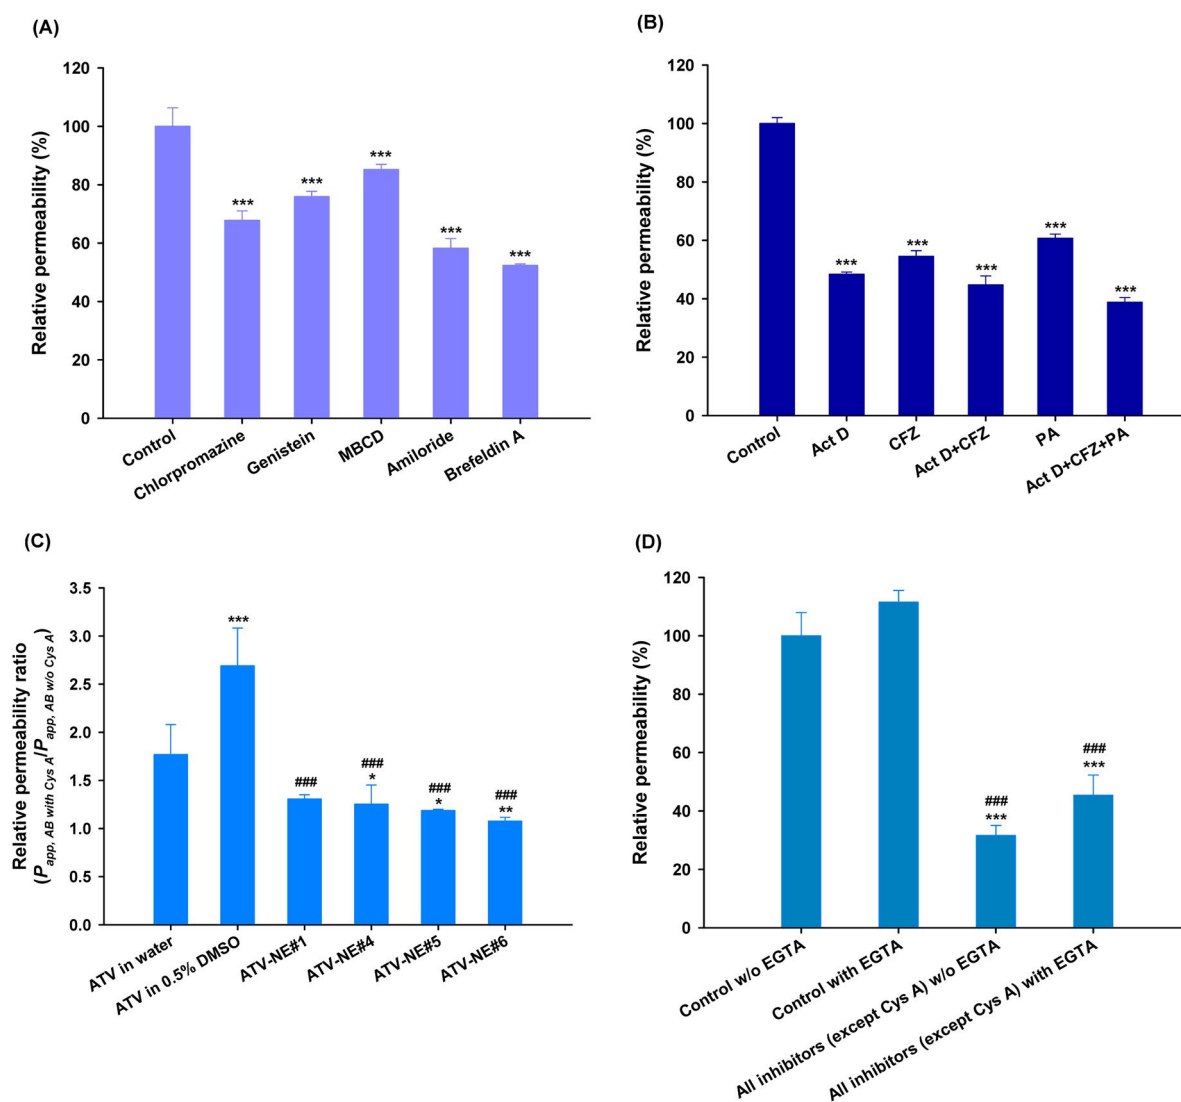 (A)
Relative permeability (%)
120
100
80
60
40
20
0
***
***
***
***
***
Control
Chlorpromazine
Genistein
MBCD
Amiloride
Brefeldin A
(B)
Relative permeability (%)
120
100
80
60
40
20
0
***
***
***
***
***
Control
Act D
CFZ
Act D+CFZ
PA
Act D+CFZ+PA
(C)
Relative permeability ratio
(Papp, AB with Cys A/Papp, AB w/o Cys A)
3.5
3.0
2.5
2.0
1.5
1.0
0.5
0.0
***
###
###
*
###
*
###
**
ATV in water
ATV in 0.5% DMSO
ATV-NE#1
ATV-NE#4
ATV-NE#5
ATV-NE#6
(D)
Relative permeability (%)
120
100
80
60
40
20
0
###
***
###
***
Control w/o EGTA
Control with EGTA
All inhibitors (except Cys A) w/o EGTA
All inhibitors (except Cys A) with EGTA